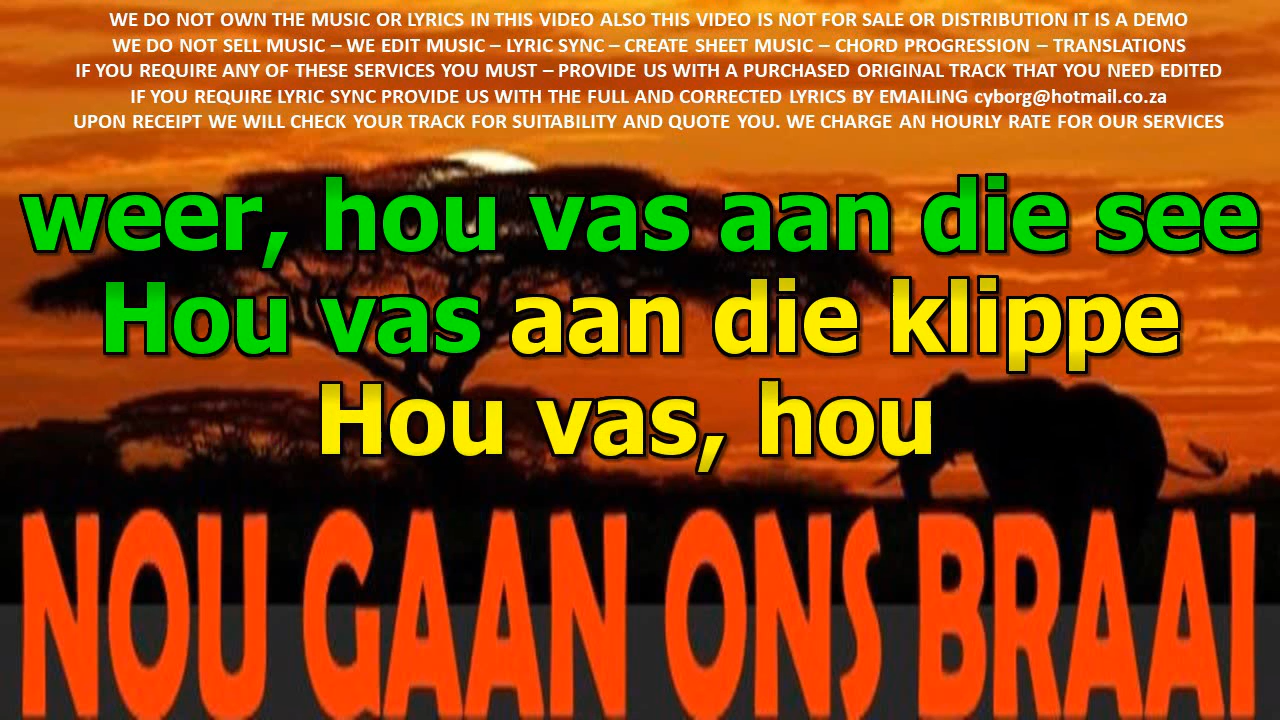 WE DO NOT OWN THE MUSIC OR LYRICS IN THIS VIDEO ALSO THIS VIDEO IS NOT FOR SALE OR DISTRIBUTION IT IS A DEMO
WE DO NOT SELL MUSIC – WE EDIT MUSIC – LYRIC SYNC – CREATE SHEET MUSIC – CHORD PROGRESSION – TRANSLATIONS
IF YOU REQUIRE ANY OF THESE SERVICES YOU MUST – PROVIDE US WITH A PURCHASED ORIGINAL TRACK THAT YOU NEED EDITED
IF YOU REQUIRE LYRIC SYNC PROVIDE US WITH THE FULL AND CORRECTED LYRICS BY EMAILING cyborg@hotmail.co.za
UPON RECEIPT WE WILL CHECK YOUR TRACK FOR SUITABILITY AND QUOTE YOU. WE CHARGE AN HOURLY RATE FOR OUR SERVICES
weer, hou vas aan die see
Hou vas aan die klippe
Hou vas, hou
NOU GAAN ONS BRAAI